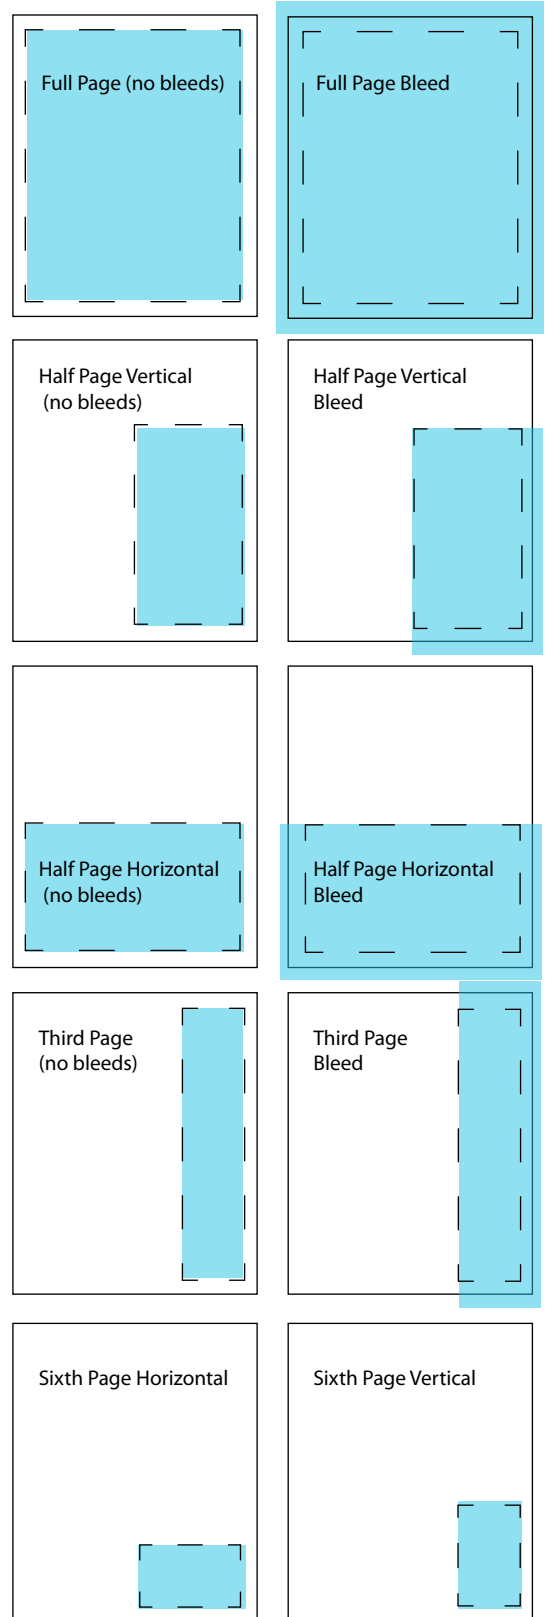 Full Page (no bleeds)
Full Page Bleed
Half Page Vertical
(no bleeds)
Half Page Vertical
Bleed
Half Page Horizontal
(no bleeds)
Half Page Horizontal
Bleed
Third Page
(no bleeds)
Third Page
Bleed
Sixth Page Horizontal
Sixth Page Vertical